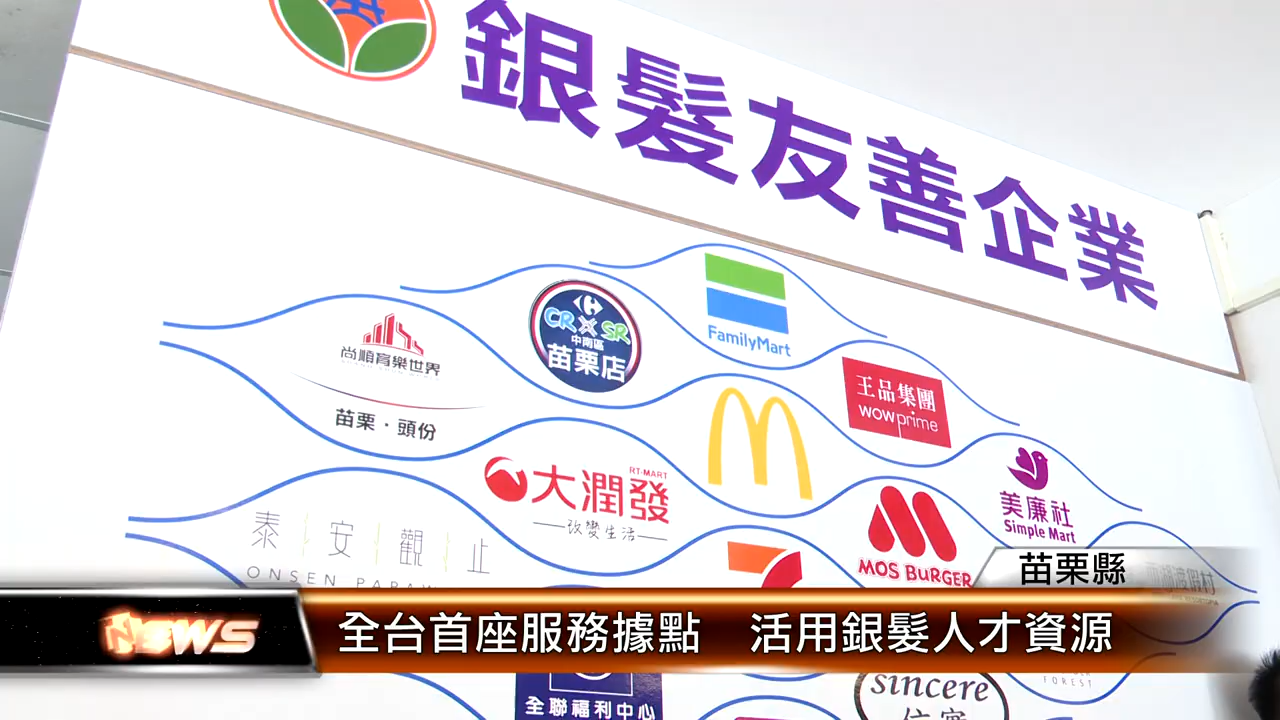 銀髮友善企業
FamilyMart
CR X SR
中南區
苗栗店
尚順育樂世界
苗栗・頭份
王品集團
wowprime
RT-MART
大潤發
改變生活
美廉社
Simple Mart
MOS BURGER
泰 安 觀 止
苗栗縣
NEWS
全台首座服務據點 活用銀髮人才資源
全聯福利中心
sincere
FOREST